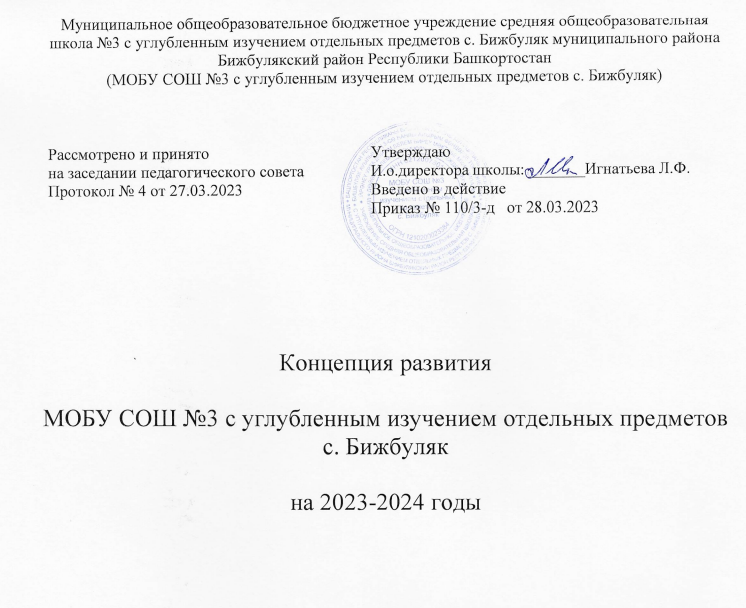 Муниципальное общеобразовательное бюджетное учреждение средняя общеобразовательная
школа №3 с углубленным изучением отдельных предметов с. Бижбуляк муниципального района
Бижбулякский район Республики Башкортостан
(МОБУ СОШ №3 с углубленным изучением отдельных предметов с. Бижбуляк)
Рассмотрено и принято
на заседании педагогического совета
Протокол № 4 от 27.03.2023
Утверждаю
И.о.директора школы:________Игнатьева Л.Ф.
Введено в действие
Приказ № 110/3-д от 28.03.2023
Концепция развития
МОБУ СОШ №3 с углубленным изучением отдельных предметов
с. Бижбуляк
на 2023-2024 годы